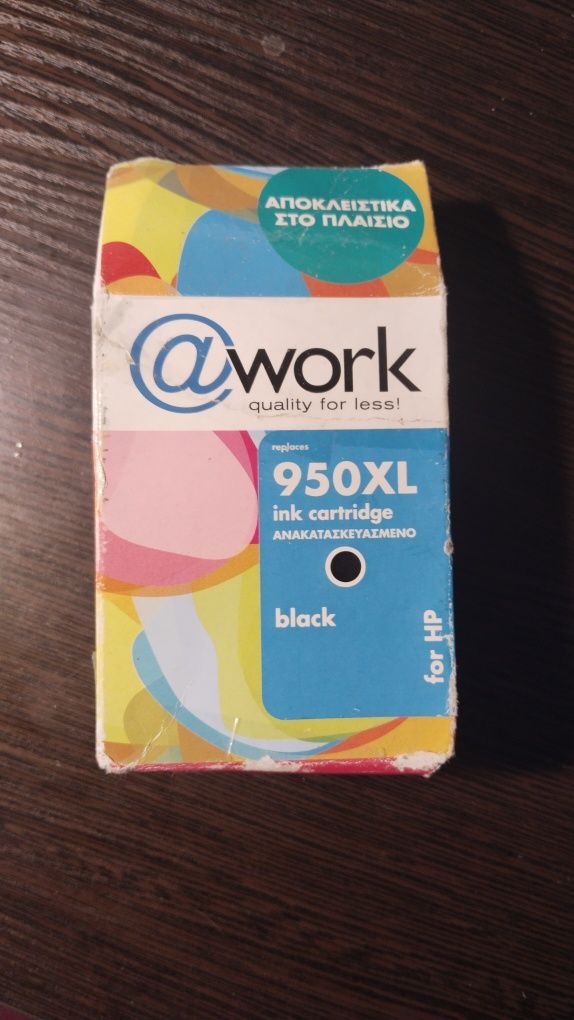 ΑΠΟΚΛΕΙΣΤΙΚΑ
ΣΤΟ ΠΛΑΙΣΙΟ
@work
quality for less!
replaces
950XL
ink cartridge
ΑΝΑΚΑΤΑΣΚΕΥΑΣΜΕΝΟ
black
for HP